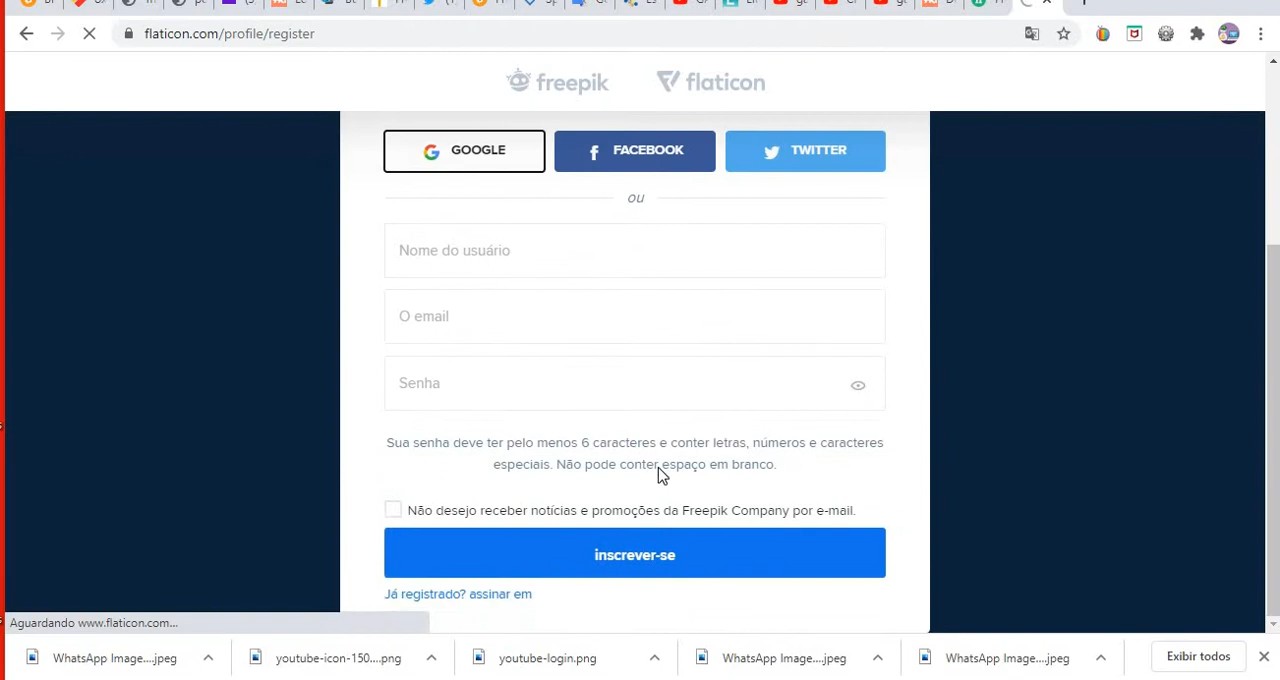 flaticon.com/profile/register
freepik flaticon
GOOGLE FACEBOOK TWITTER
ou
Nome do usuário
O email
Senha
Sua senha deve ter pelo menos 6 caracteres e conter letras, números e caracteres
especiais. Não pode conter espaço em branco.
Não desejo receber notícias e promoções da Freepik Company por e-mail.
inscrever-se
Já registrado? assinar em
Aguardando www.flaticon.com...
WhatsApp Image....jpeg youtube-icon-150....png youtube-login.png WhatsApp Image....jpeg WhatsApp Image....jpeg Exibir todos